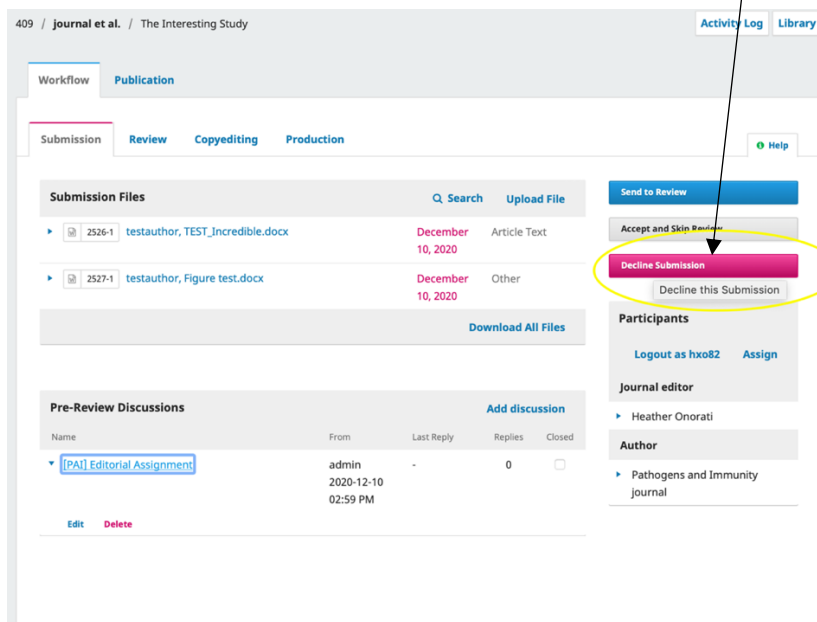 409 / journal et al. / The Interesting Study
Activity Log Library
Workflow Publication
Submission Review Copyediting Production
Help
Submission Files Search Upload File
2526-1 testauthor, TEST_Incredible.docx December 10, 2020 Article Text
2527-1 testauthor, Figure test.docx December 10, 2020 Other
Download All Files
Send to Review
Accept and Skip Review
Decline Submission
Decline this Submission
Participants
Logout as hxo82 Assign
Journal editor
Heather Onorati
Author
Pathogens and Immunity
journal
Pre-Review Discussions Add discussion
Name From Last Reply Replies Closed
[PAI] Editorial Assignment admin - 0
2020-12-10
02:59 PM
Edit Delete